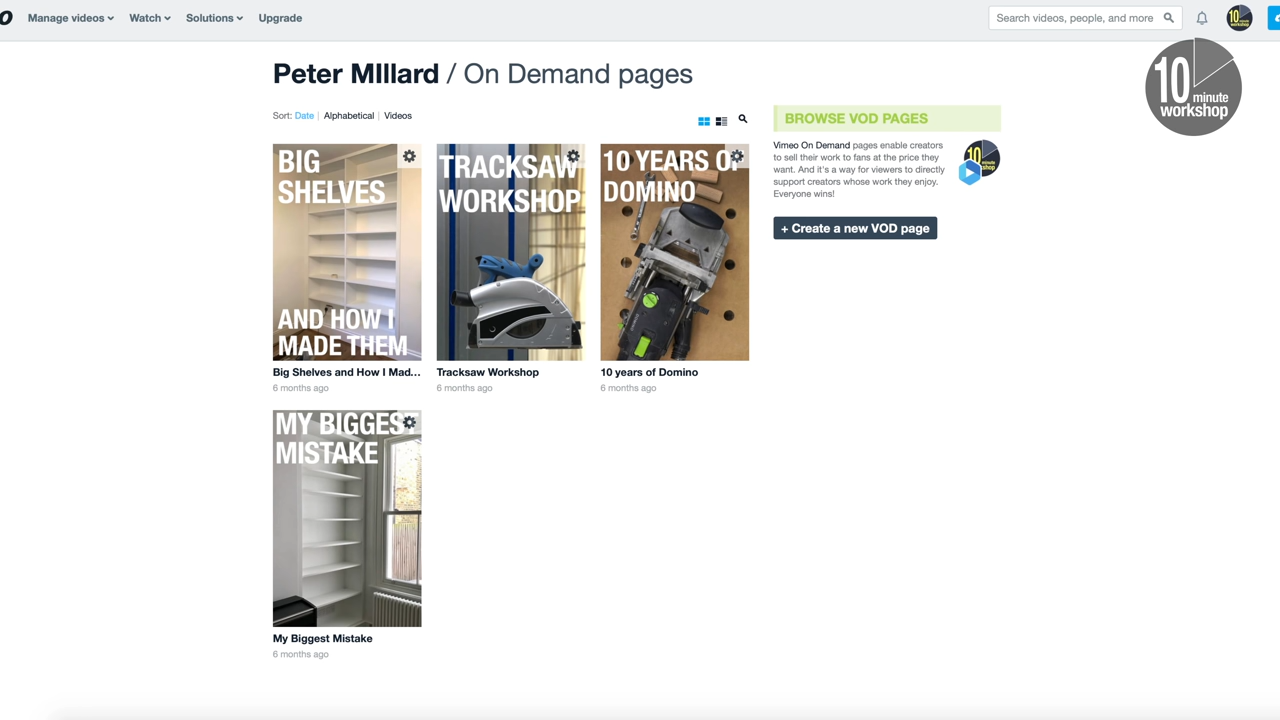 Manage videos Watch Solutions Upgrade
Search videos, people, and more
10
minute
workshop
Peter MIllard / On Demand pages
10
minute
workshop
Sort: Date | Alphabetical | Videos
BROWSE VOD PAGES
Vimeo On Demand pages enable creators
to sell their work to fans at the price they
want. And it's a way for viewers to directly
support creators whose work they enjoy.
Everyone wins!
+ Create a new VOD page
BIG
SHELVES
AND HOW I
MADE THEM
Big Shelves and How I Mad...
6 months ago
TRACKSAW
WORKSHOP
Tracksaw Workshop
6 months ago
10 YEARS OF
DOMINO
10 years of Domino
6 months ago
MY BIGGEST
MISTAKE
My Biggest Mistake
6 months ago